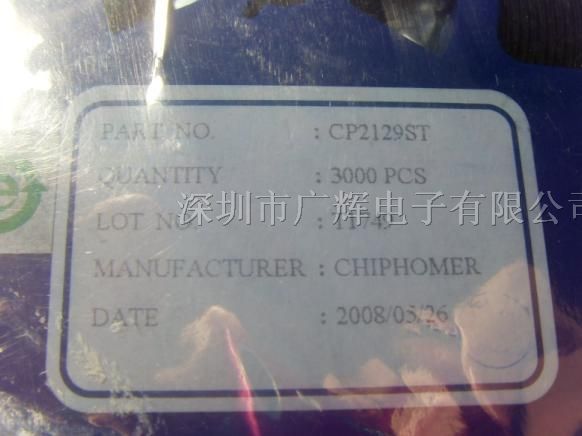 PART NO. : CP2129ST
QUANTITY : 3000 PCS
深圳市广辉电子有限公司
LOT NO. :
MANUFACTURER : CHIPHOMER
DATE : 2008/05/26